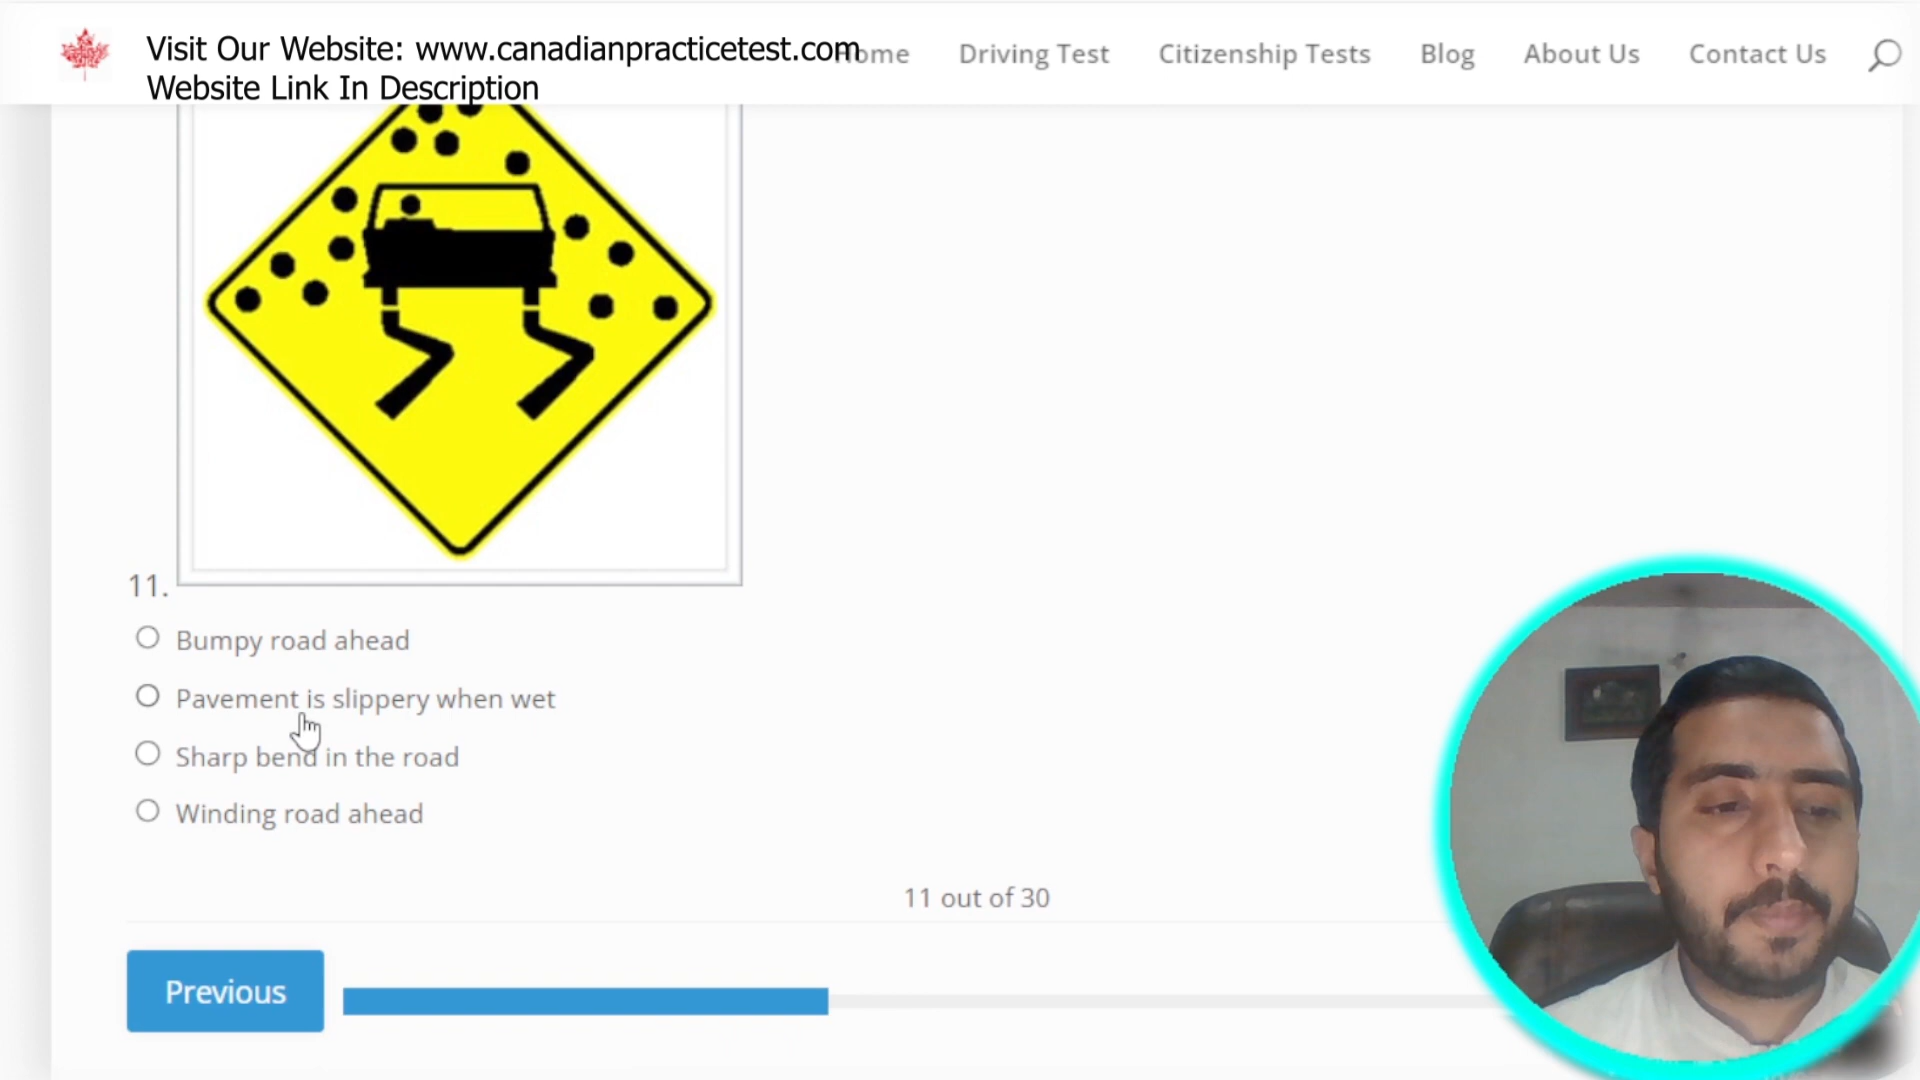 Visit Our Website: www.canadianpracticetest.com
Website Link In Description
Home Driving Test Citizenship Tests Blog About Us Contact Us
11.
Bumpy road ahead
Pavement is slippery when wet
Sharp bend in the road
Winding road ahead
11 out of 30
Previous